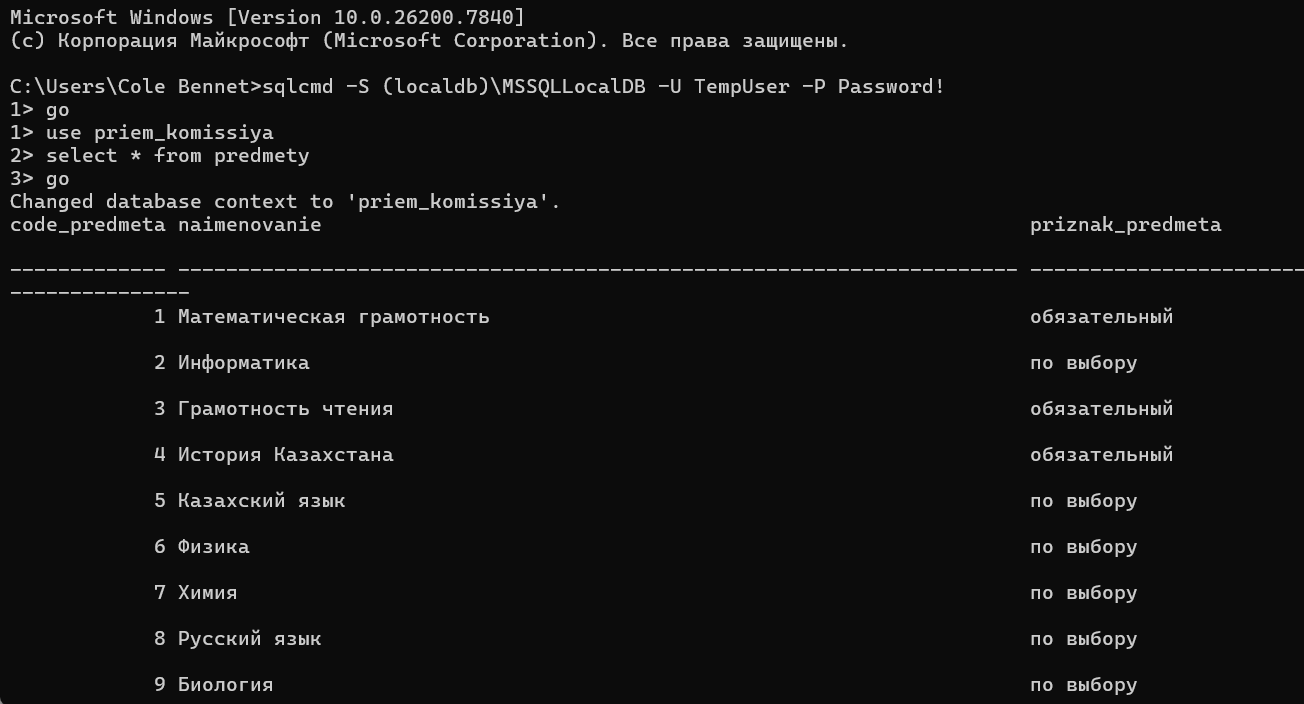 Microsoft Windows [Version 10.0.26200.7840]
(c) Корпорация Майкрософт (Microsoft Corporation). Все права защищены.
C:\Users\Cole Bennet>sqlcmd -S (localdb)\MSSQLLocalDB -U TempUser -P Password!
1> go
1> use priem_komissiya
2> select * from predmety
3> go
Changed database context to 'priem_komissiya'.
code_predmeta naimenovanie priznak_predmeta
------------- ---------------------------------------------------------------------- -----------------------
---------------
1 Математическая грамотность обязательный
2 Информатика по выбору
3 Грамотность чтения обязательный
4 История Казахстана обязательный
5 Казахский язык по выбору
6 Физика по выбору
7 Химия по выбору
8 Русский язык по выбору
9 Биология по выбору